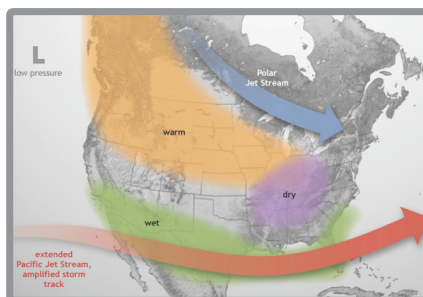 L
low pressure
Polar
Jet Stream
warm
dry
wet
extended
Pacific Jet Stream,
amplified storm
track